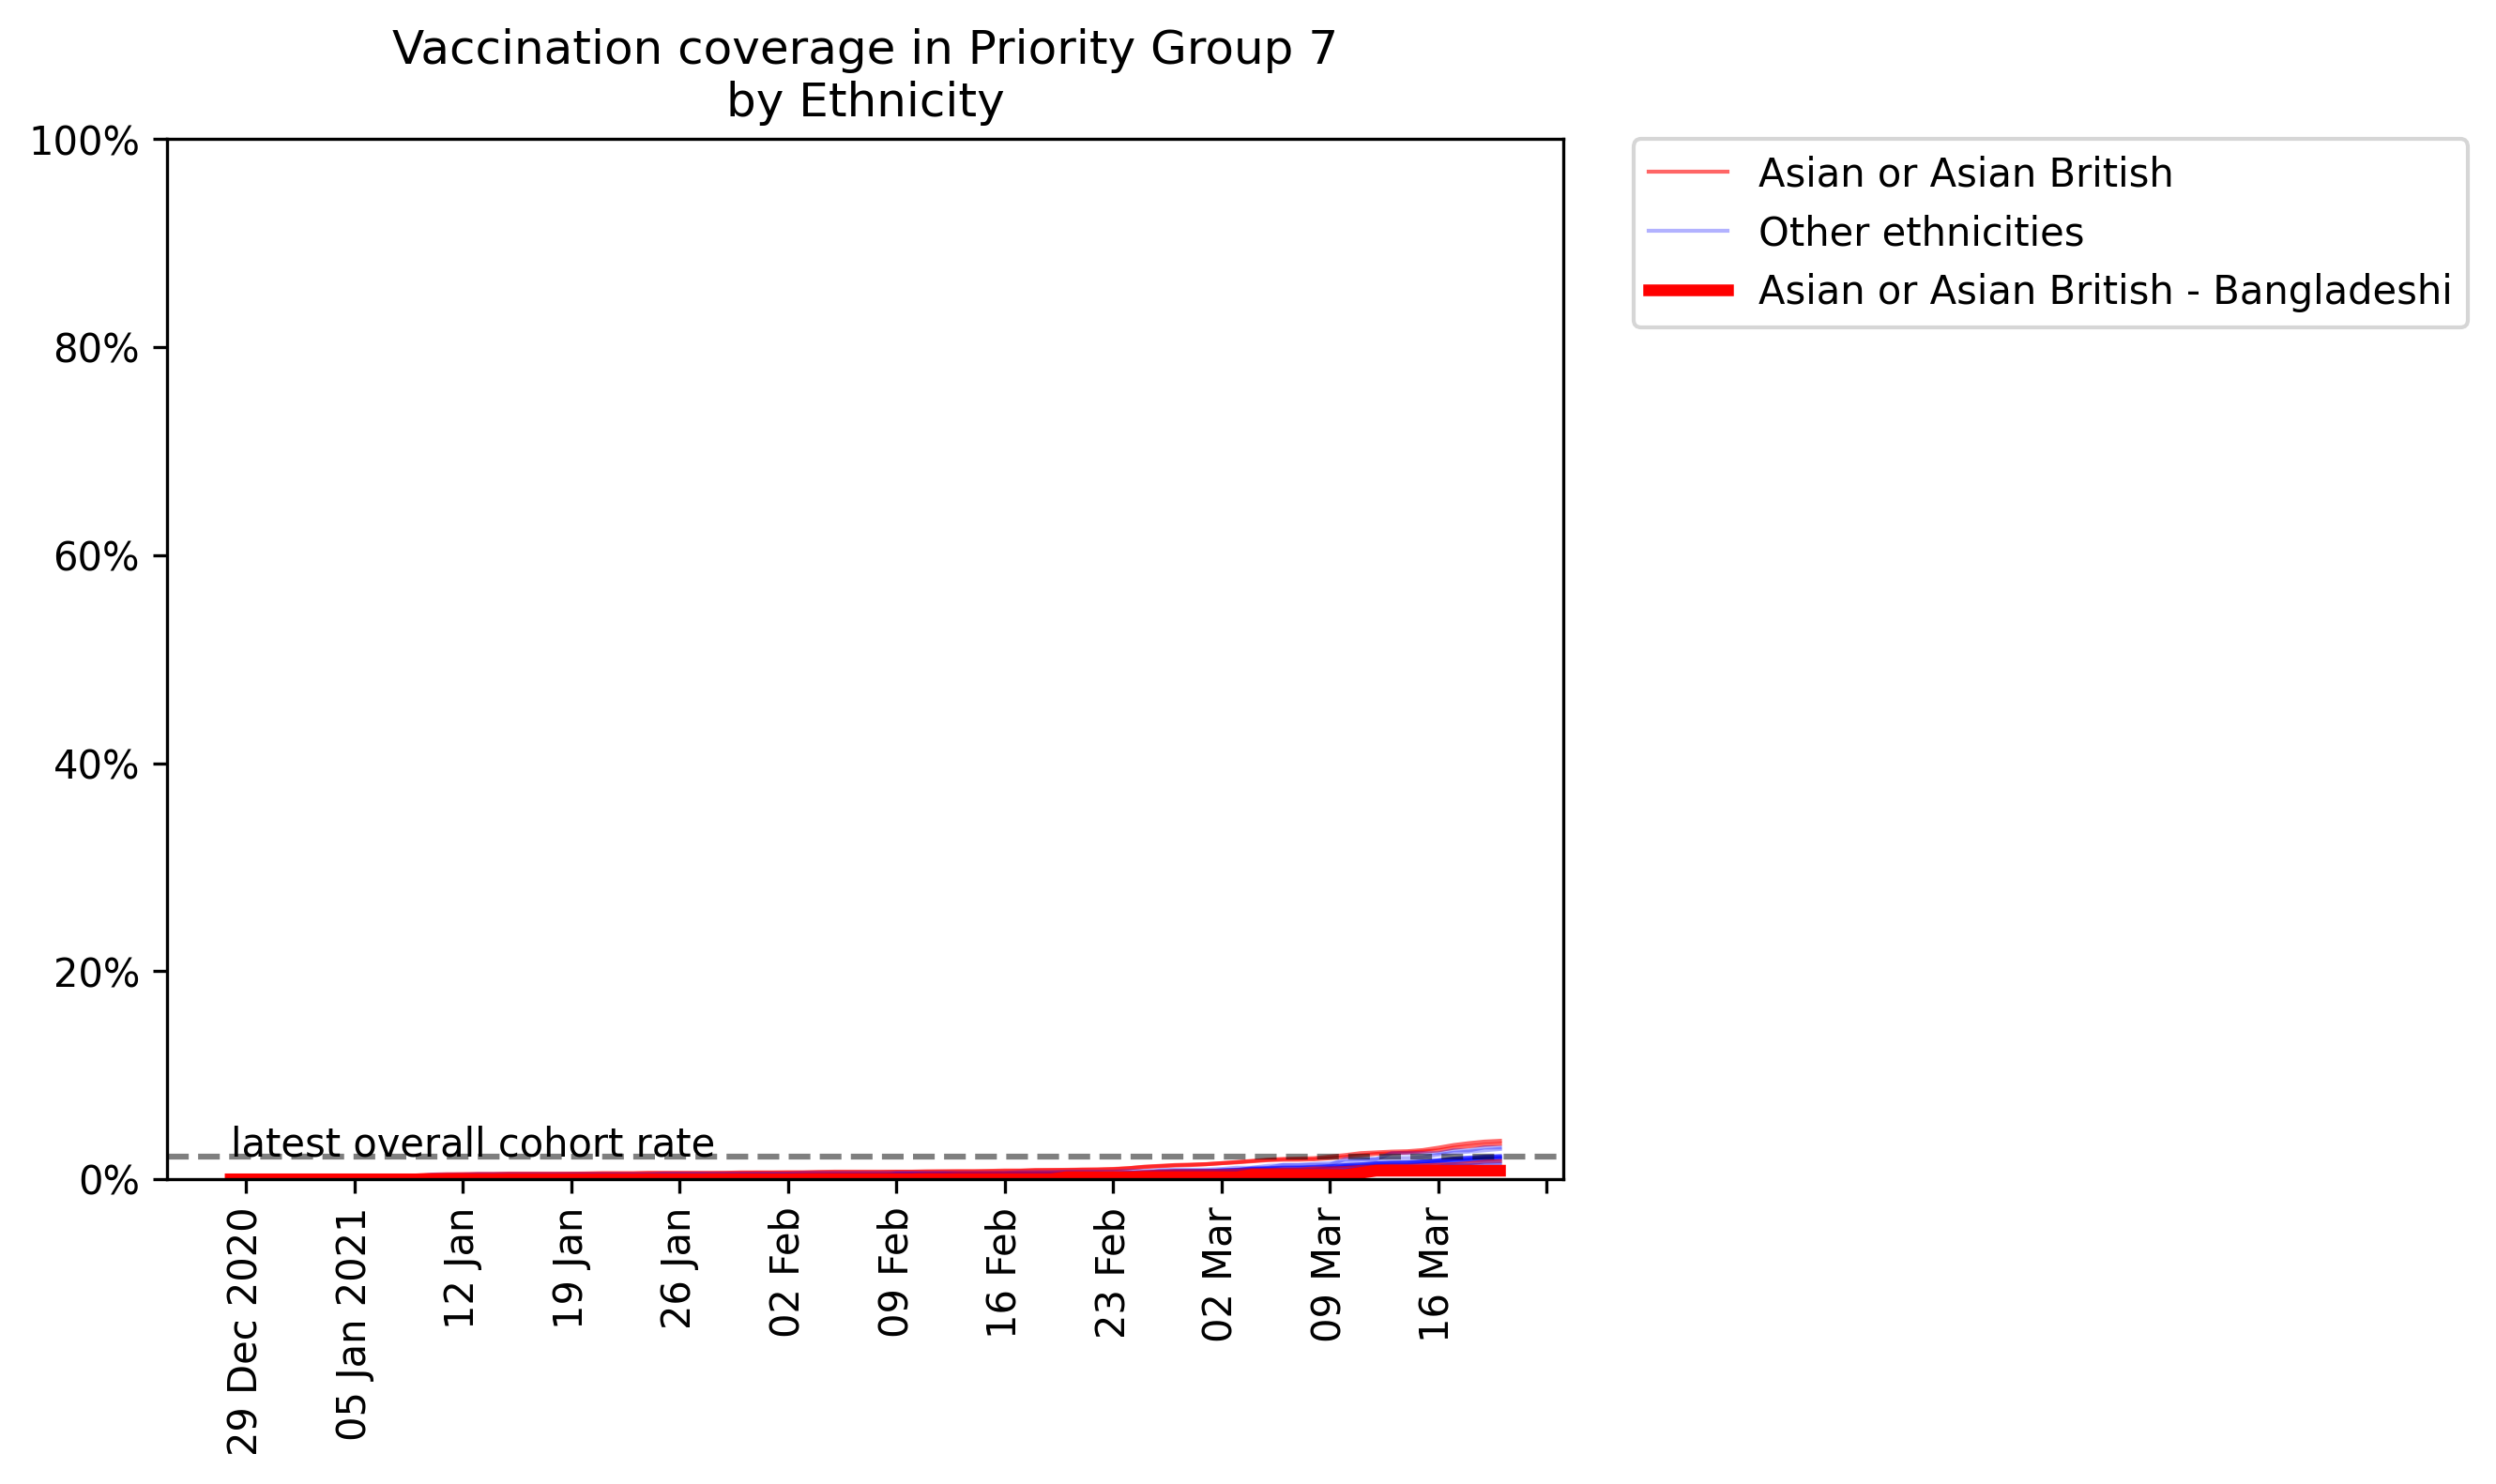 Vaccination coverage in Priority Group 7
by Ethnicity
100%
80%
60%
40%
20%
0%
latest overall cohort rate
29 Dec 2020
05 Jan 2021
12 Jan
19 Jan
26 Jan
02 Feb
09 Feb
16 Feb
23 Feb
02 Mar
09 Mar
16 Mar
Asian or Asian British
Other ethnicities
Asian or Asian British - Bangladeshi